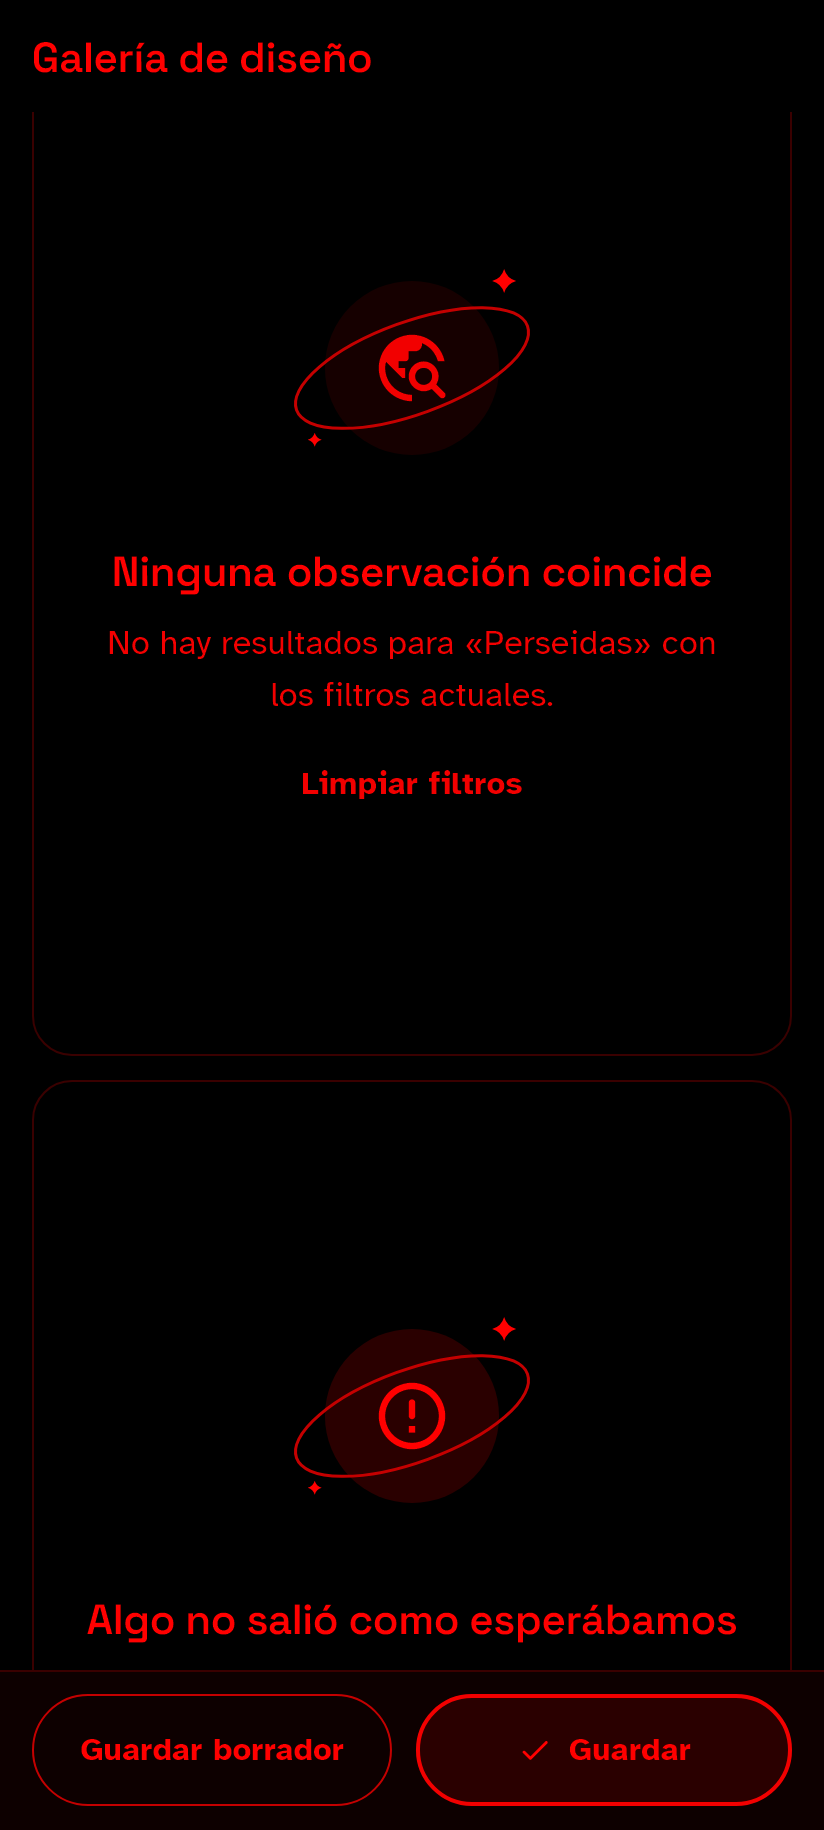 Galería de diseño
Ninguna observación coincide
No hay resultados para «Perseidas» con
los filtros actuales.
Limpiar filtros
Algo no salió como esperábamos
Guardar borrador
Guardar